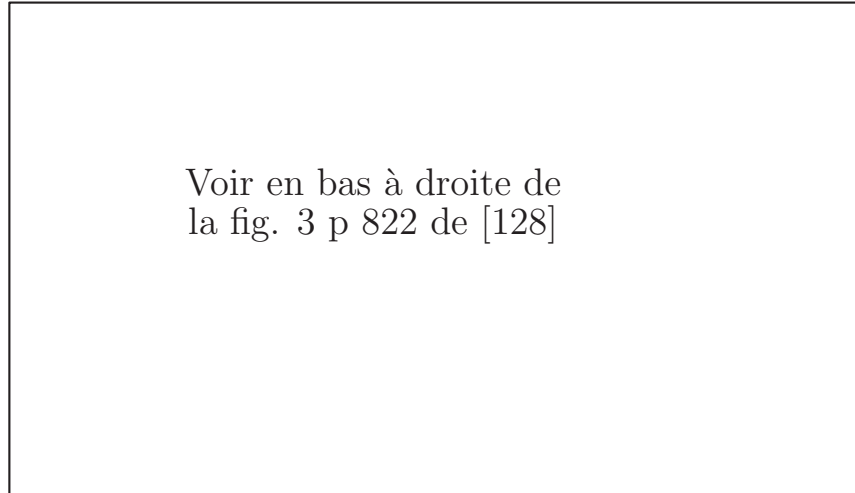 Voir en bas à droite de
la fig. 3 p 822 de [128]